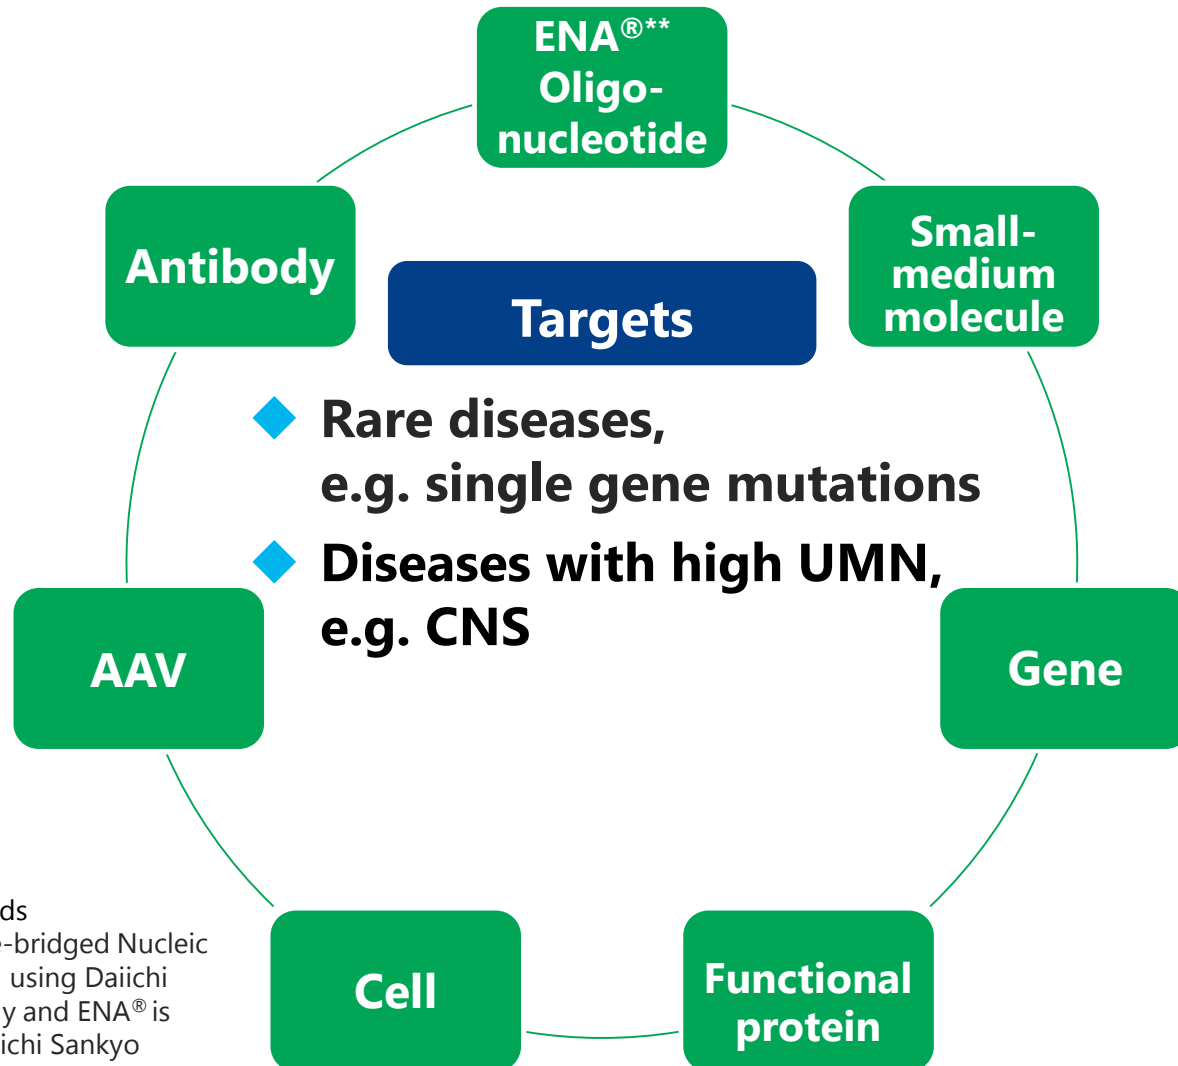 ENA®**
Oligo-
nucleotide
Antibody
Small-
medium
molecule
Targets
Rare diseases,
e.g. single gene mutations
Diseases with high UMN,
e.g. CNS
AAV
Gene
Cell
Functional
protein
ds
e-bridged Nucleic
using Daiichi
y and ENA® is
ichi Sankyo